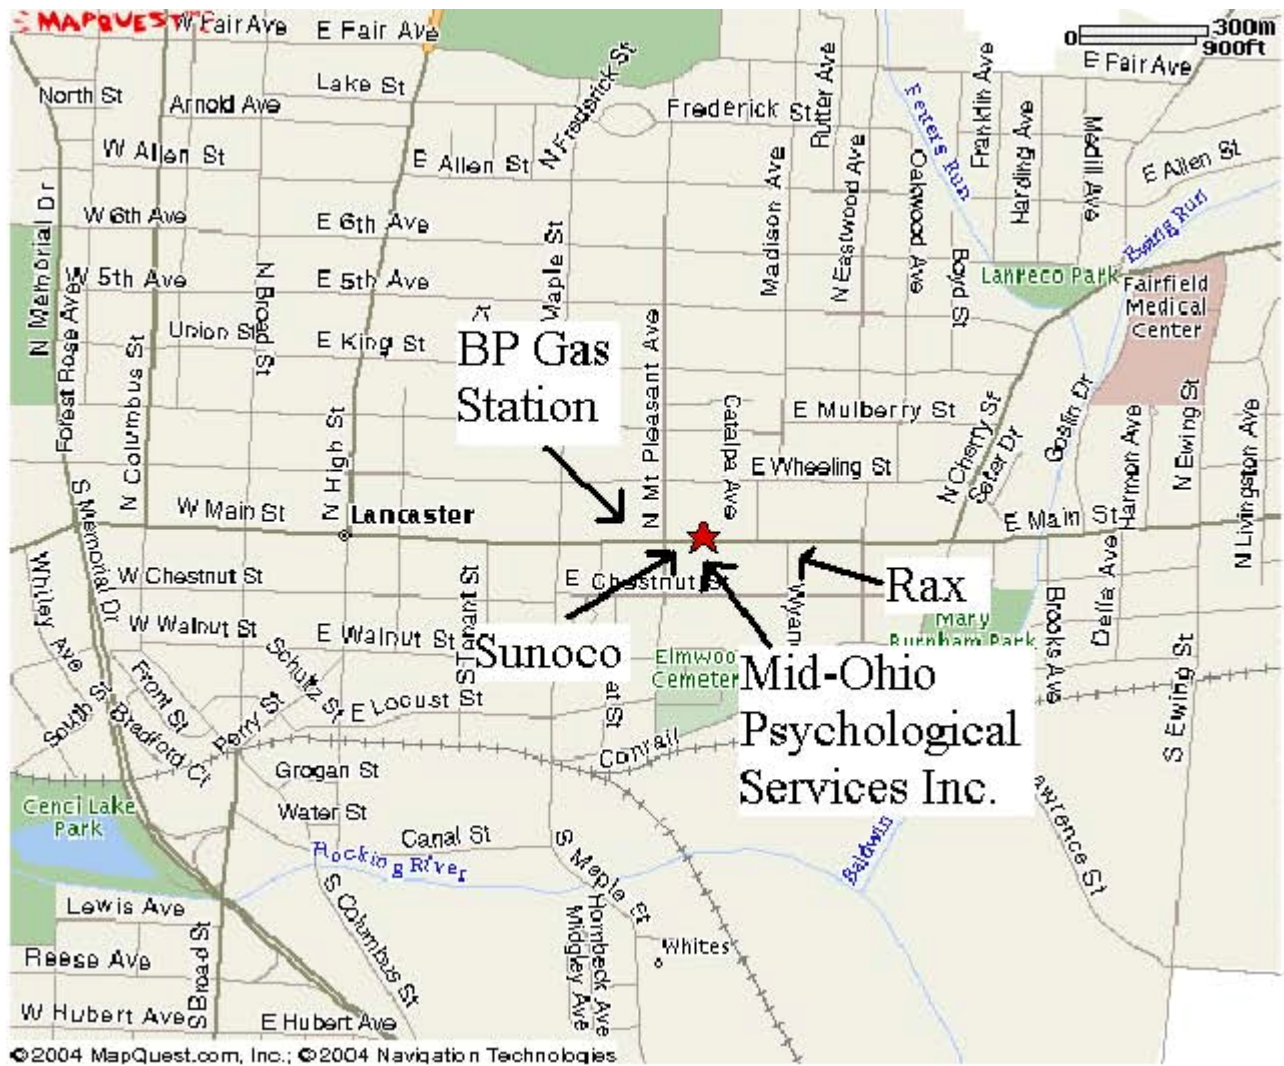 MAPQUEST
W Fair Ave
E Fair Ave
300m
0
900ft
E Fair Ave
North St
Arnold Ave
Lake St
N Frederick St
Frederick St
Rutter Ave
Fetters Run
Franklin Ave
Harding Ave
Medill Ave
W Allen St
E Allen St
E Allen St
N Memorial Dr
W 6th Ave
E 6th Ave
Maple St
Madison Ave
N Eastwood Ave
Oakwood Ave
Boyd St
Ewing Run
Forest Rose Ave
W 5th Ave
N Broad St
E 5th Ave
Lanreco Park
Fairfield
Medical
Center
N Columbus St
Union St
E King St
BP Gas
Station
N Mt Pleasant Ave
Catalpa Ave
E Mulberry St
N Cherry St
Seter Dr
Goslin Dr
Harmon Ave
N Ewing St
N Livingston Ave
E Wheeling St
N High St
S Memorial Dr
W Main St
Lancaster
E Main St
Whiley
Ave
W Chestnut St
E Chestnut St
S Tenant St
Rax
Mary
Burnham Park
Brooks Ave
Della Ave
W Walnut St
E Walnut St
Sunoco
Elmwoo
Cemeter
Mid-Ohio
Psychological
Services Inc.
Front St
Schultz St
E Locust St
Conrail
S Ewing St
South St
Bradford Ct
Perry St
Grogan St
Cenci Lake
Park
Water St
Canal St
Hocking River
S Maple St
Baldwin
awrence St
Lewis Ave
S Broad St
S Columbus St
Midgley Ave
Hornbeck Ave
Whites
Reese Ave
W Hubert Ave
E Hubert Ave
©2004 MapQuest.com, Inc.; ©2004 Navigation Technologies